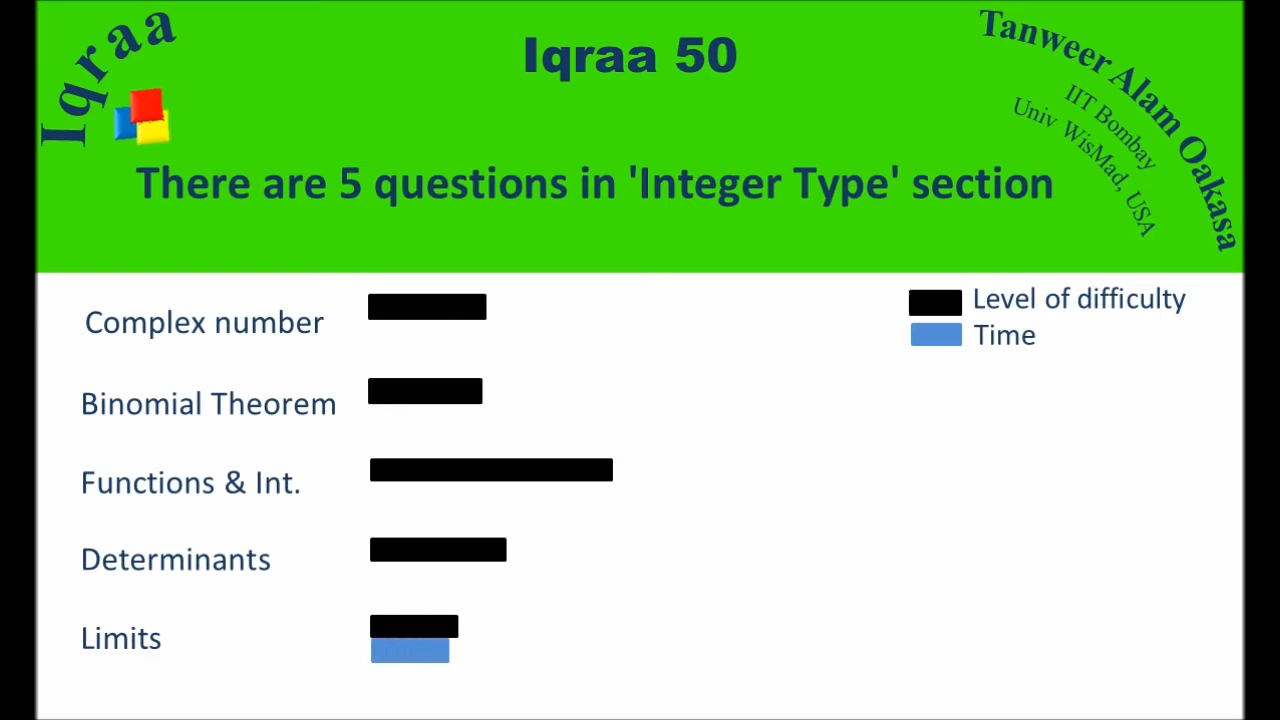 Iqraa
Iqraa 50
Tanweer Alam Oakasa
IIT Bombay
Univ WisMad, USA
There are 5 questions in 'Integer Type' section
Level of difficulty
Time
Complex number
Binomial Theorem
Functions & Int.
Determinants
Limits